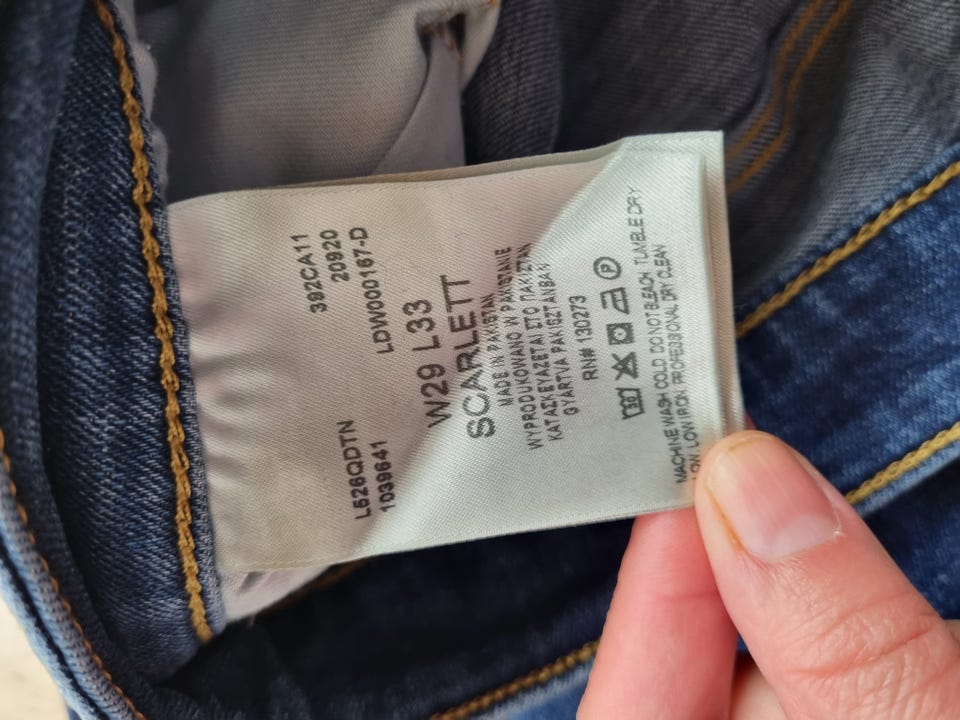 392CA11
20920
L526QDTN
LDW000167-D
1039641
W29 L33
SCARLETT
MADE IN PAKISTAN
WYPRODUKOWANO W PAKISTANIE
ΚΑΤΑΣΚΕΥΑΖΕΤΑΙ ΣΤΟ ΠΑΚΙΣΤΑΝ
GYÁRTVA PAKISZTÁNBAN
RN# 130273
30
P
MACHINE WASH COLD DO NOT BLEACH TUMBLE DRY
LOW, LOW IRON PROFESSIONAL DRY CLEAN